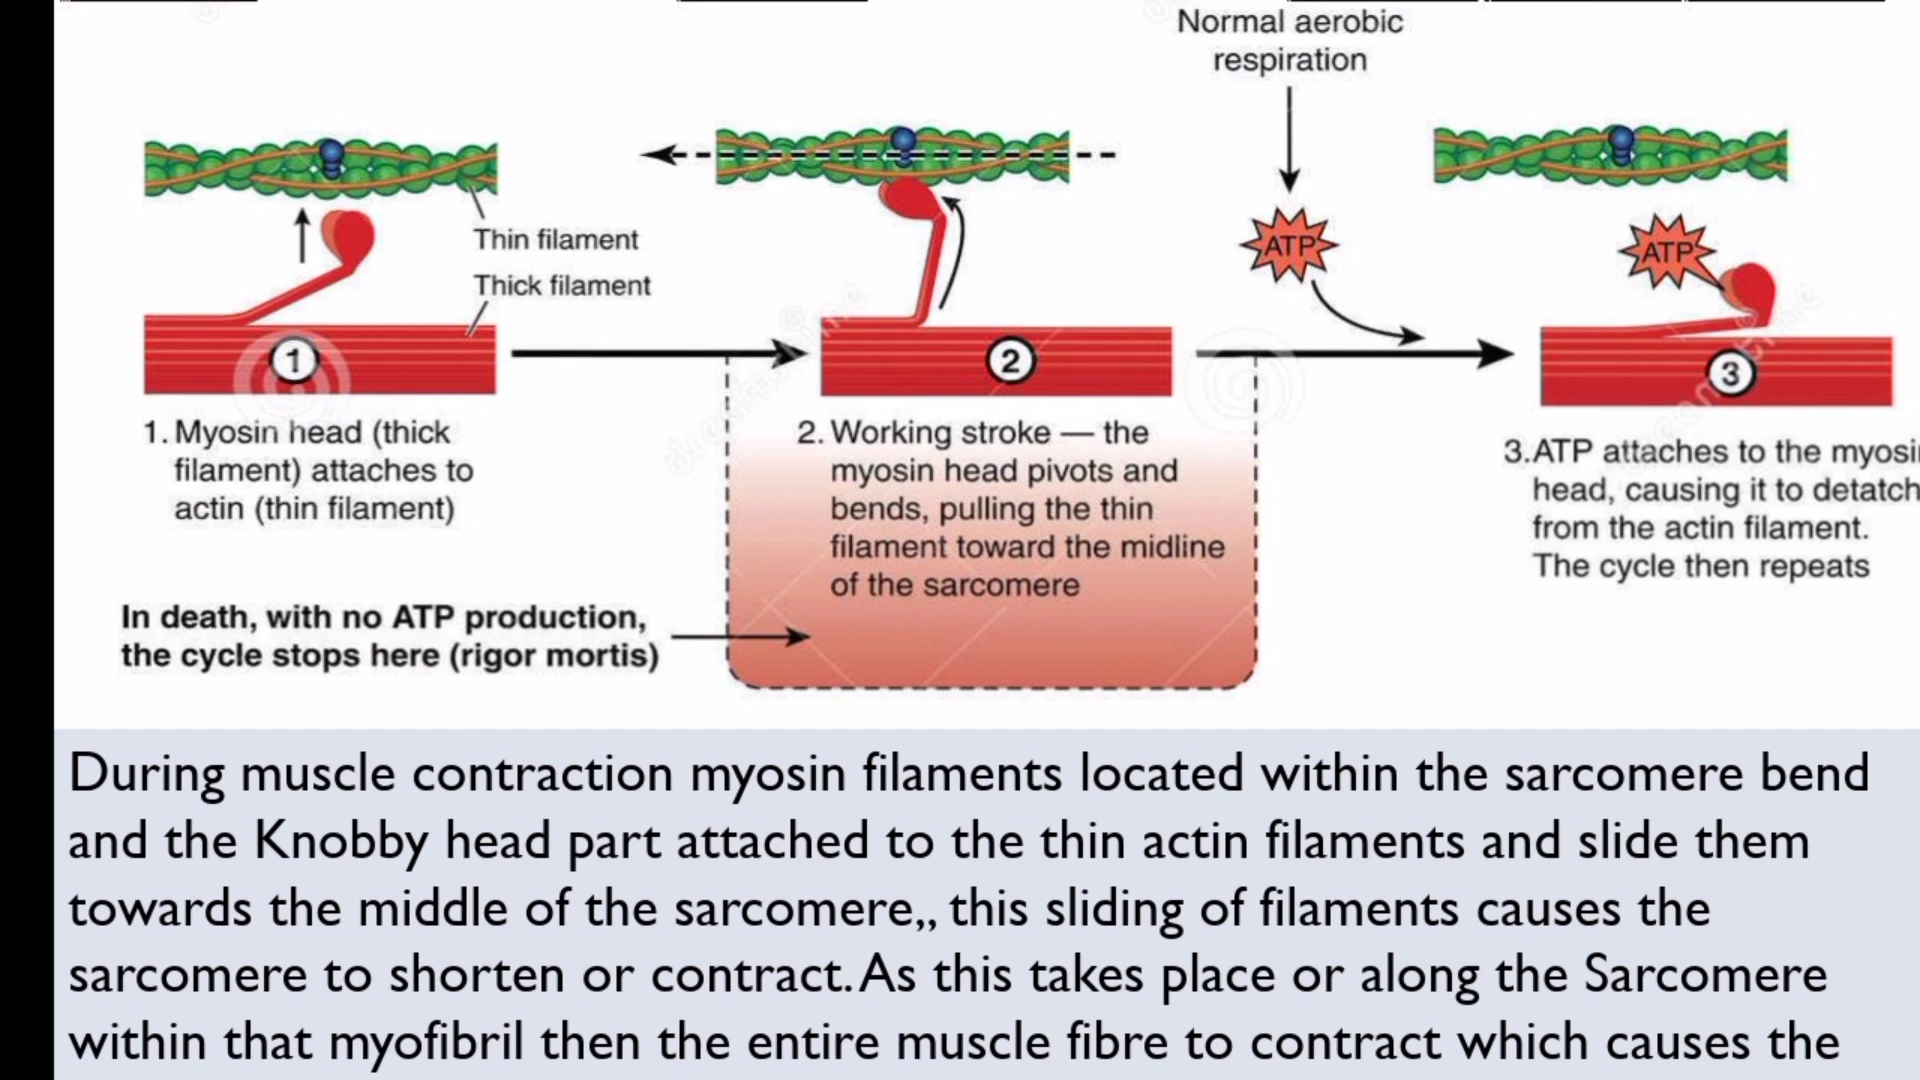 Normal aerobic
respiration
ATP
ATP
Thin filament
Thick filament
1
2
3
1. Myosin head (thick
filament) attaches to
actin (thin filament)
2. Working stroke — the
myosin head pivots and
bends, pulling the thin
filament toward the midline
of the sarcomere
3. ATP attaches to the myosi
head, causing it to detatch
from the actin filament.
The cycle then repeats
In death, with no ATP production,
the cycle stops here (rigor mortis)
During muscle contraction myosin filaments located within the sarcomere bend
and the Knobby head part attached to the thin actin filaments and slide them
towards the middle of the sarcomere,, this sliding of filaments causes the
sarcomere to shorten or contract. As this takes place or along the Sarcomere
within that myofibril then the entire muscle fibre to contract which causes the